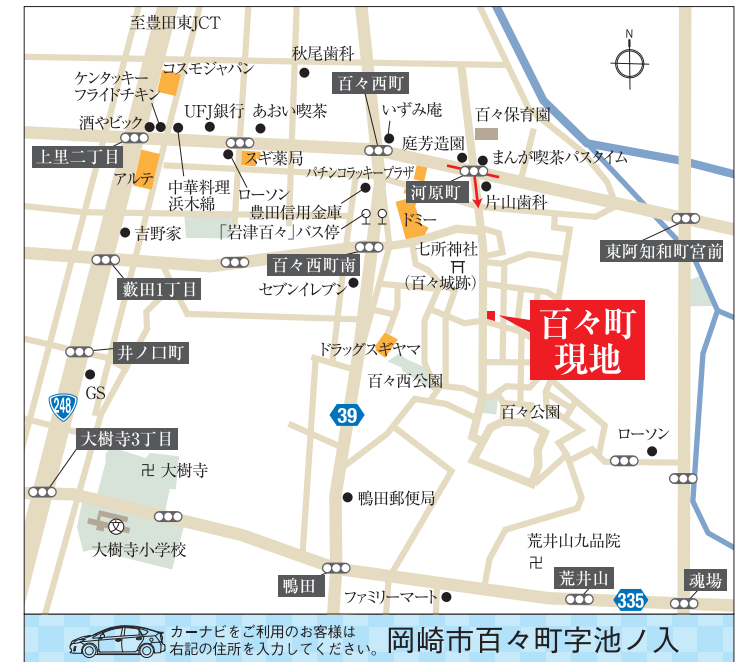 至豊田東JCT
N
秋尾歯科
コスモジャパン
ケンタッキー
フライドチキン
百々西町
UFJ銀行
あおい喫茶
いずみ庵
百々保育園
酒やビック
庭芳造園
まんが喫茶パスタイム
上里二丁目
スギ薬局
アルテ
パチンコラッキープラザ
河原町
中華料理
浜木綿
ローソン
豊田信用金庫
片山歯科
ドミー
「岩津百々」バス停
吉野家
七所神社
(百々城跡)
東阿知和町宮前
百々西町南
藪田1丁目
セブンイレブン
百々町
現地
井ノ口町
ドラッグスギヤマ
百々西公園
GS
248
39
百々公園
ローソン
大樹寺3丁目
卍 大樹寺
鴨田郵便局
文
大樹寺小学校
荒井山九品院
卍
鴨田
荒井山
魂場
ファミリーマート
335
カーナビをご利用のお客様は
右記の住所を入力してください。
岡崎市百々町字池ノ入